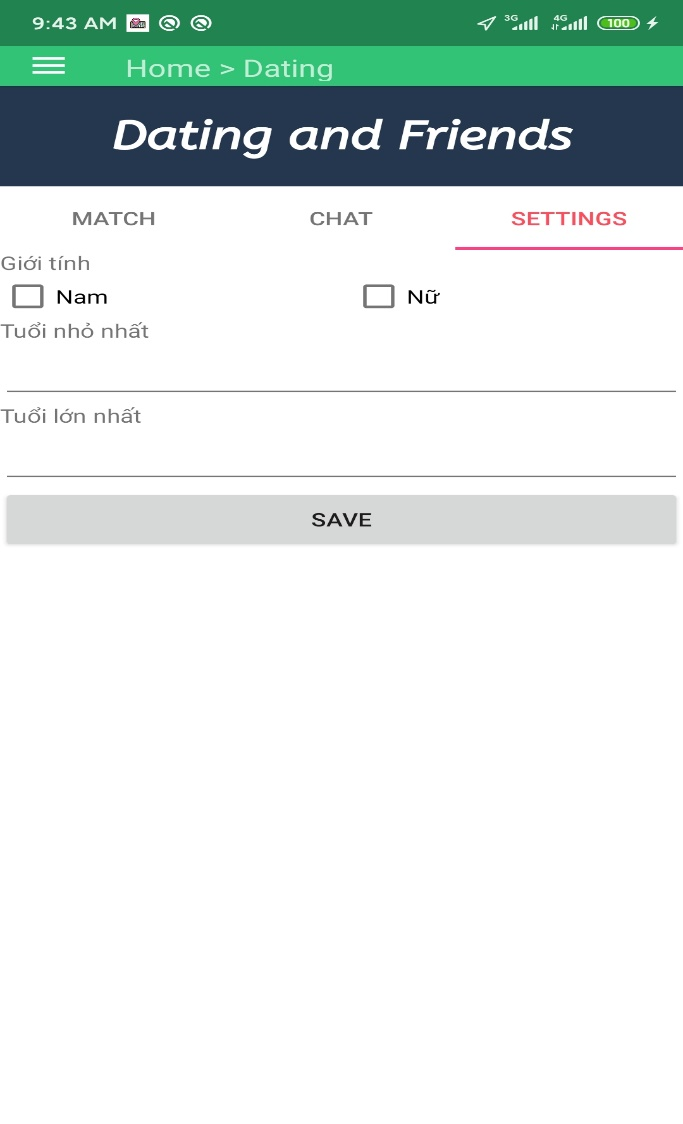 9:43 AM 3G 4G 100
Home > Dating
Dating and Friends
MATCH CHAT SETTINGS
Giới tính
Nam Nữ
Tuổi nhỏ nhất
Tuổi lớn nhất
SAVE